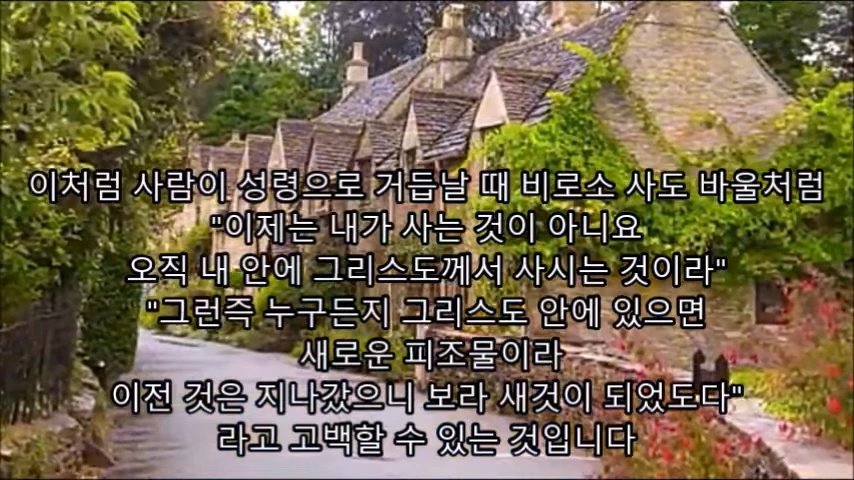 이처럼 사람이 성령으로 거듭날 때 비로소 사도 바울처럼
"이제는 내가 사는 것이 아니요
오직 내 안에 그리스도께서 사시는 것이라"
"그런즉 누구든지 그리스도 안에 있으면
새로운 피조물이라
이전 것은 지나갔으니 보라 새것이 되었도다"
라고 고백할 수 있는 것입니다